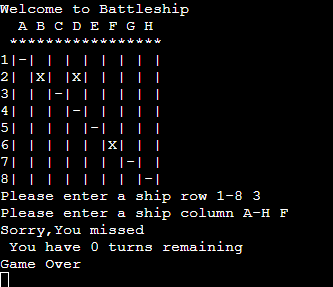 Welcome to Battleship
  A B C D E F G H
 *****************
1|-| | | | | | | |
2| |x| |x| | | | |
3| | |-| | | | | |
4| | | |-| | | | |
5| | | | |-| | | |
6| | | | | |x| | |
7| | | | | | |-| |
8| | | | | | | |-|
Please enter a ship row 1-8 3
Please enter a ship column A-H F
Sorry,You missed
 You have 0 turns remaining
Game Over